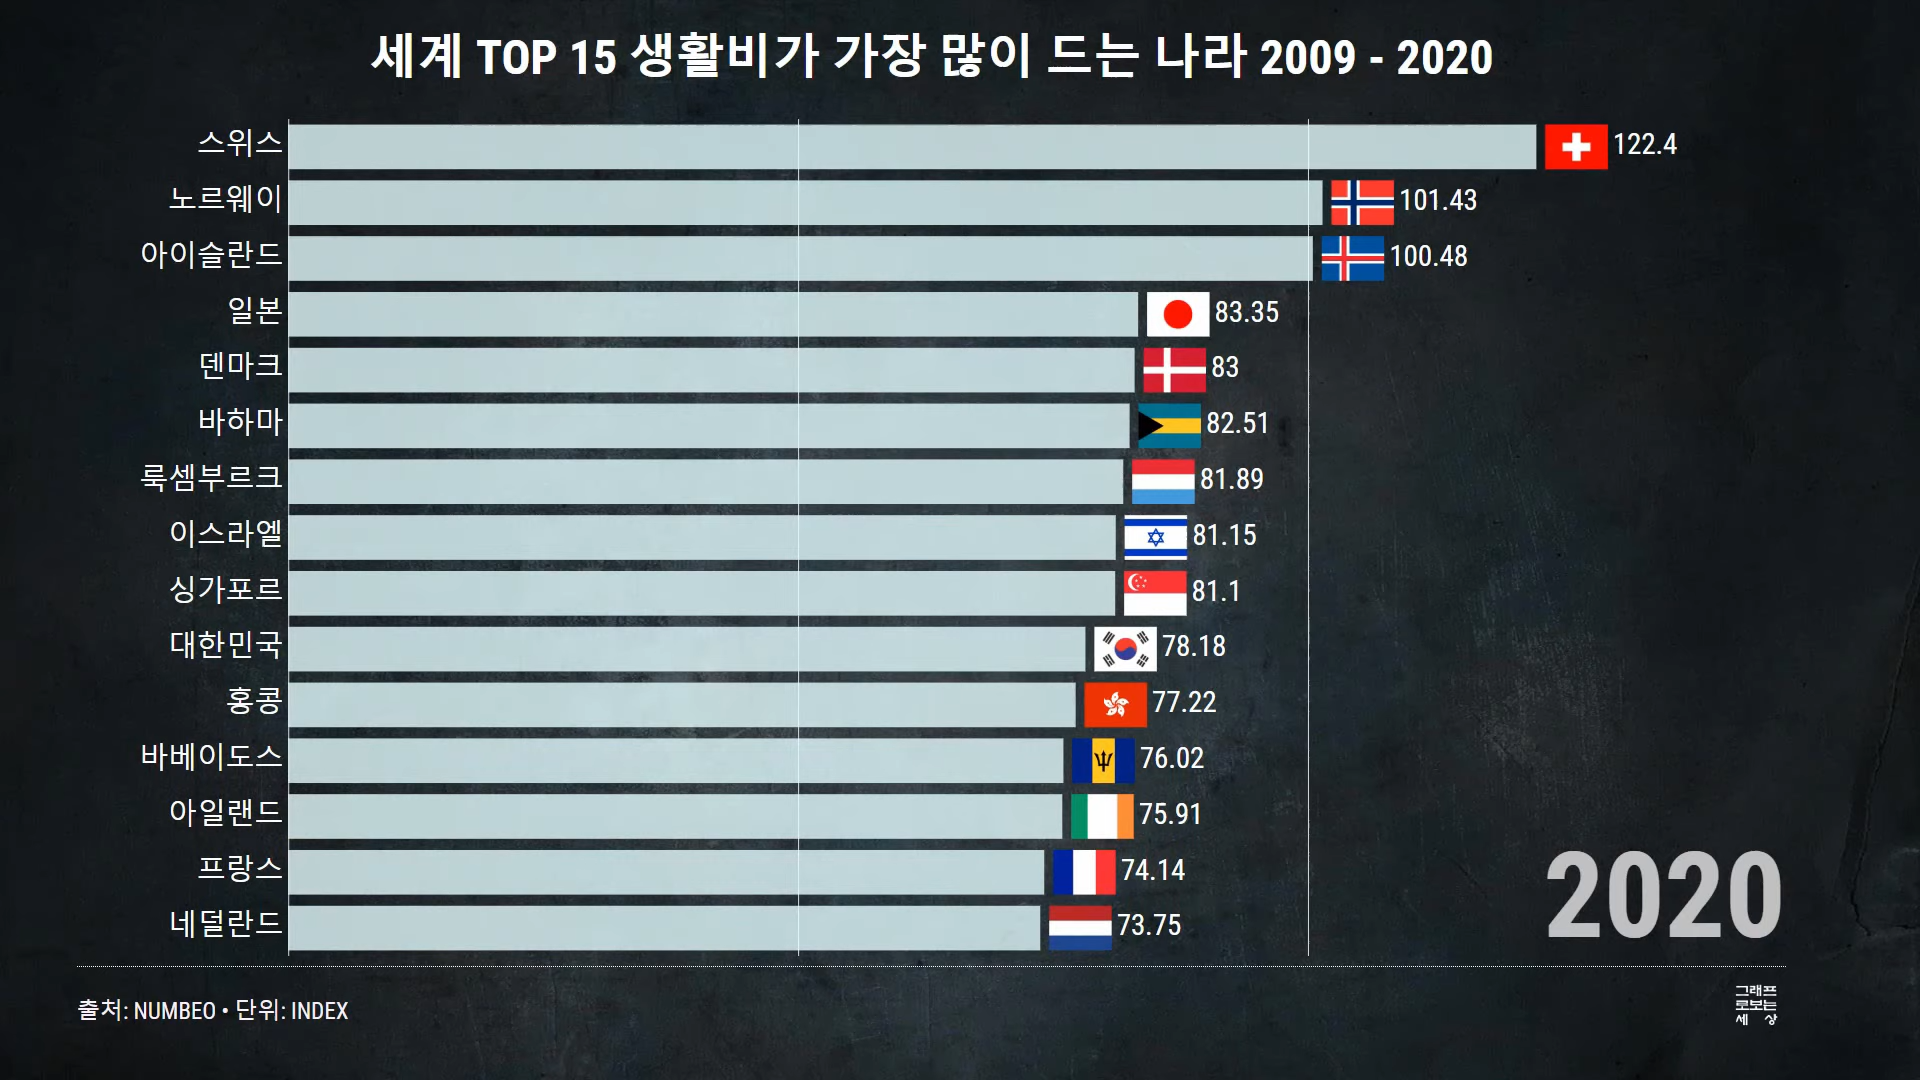 세계 TOP 15 생활비가 가장 많이 드는 나라 2009 - 2020
스위스 122.4
노르웨이 101.43
아이슬란드 100.48
일본 83.35
덴마크 83
바하마 82.51
룩셈부르크 81.89
이스라엘 81.15
싱가포르 81.1
대한민국 78.18
홍콩 77.22
바베이도스 76.02
아일랜드 75.91
프랑스 74.14
네덜란드 73.75
2020
출처: NUMBEO • 단위: INDEX
그래프
로보는
세 상